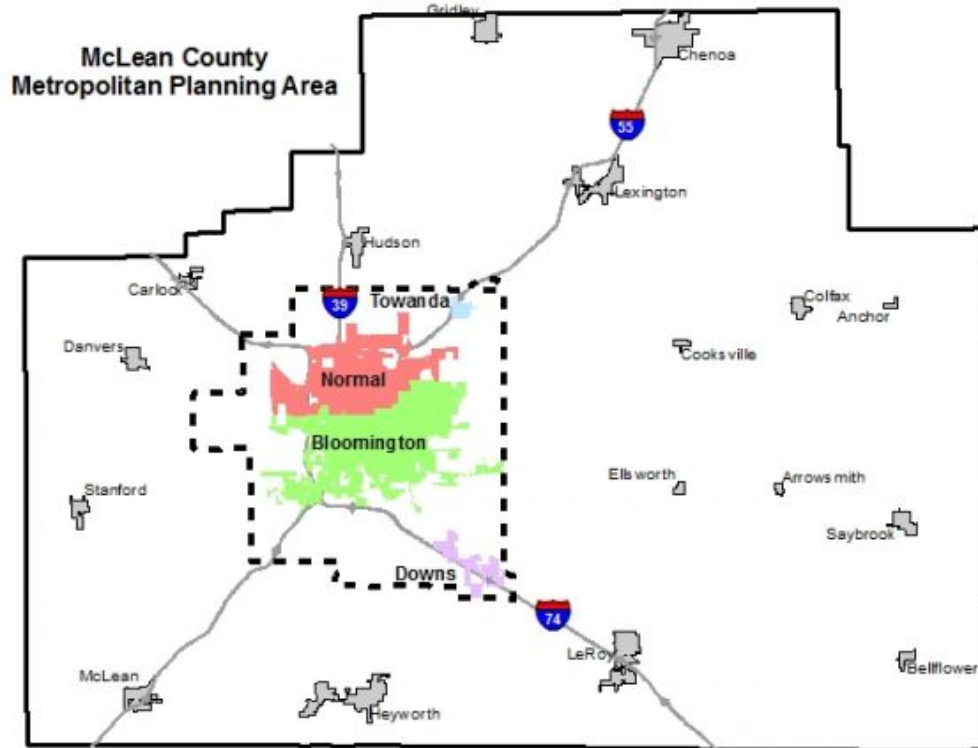 Gridley
McLean County
Metropolitan Planning Area
Chenoa
55
Lexington
Hudson
Carlock
39
Towanda
Colfax
Anchor
Danvers
Cooksville
Normal
Bloomington
Ellsworth
Arrowsmith
Stanford
Saybrook
Downs
74
LeRoy
Bellflower
McLean
Heyworth